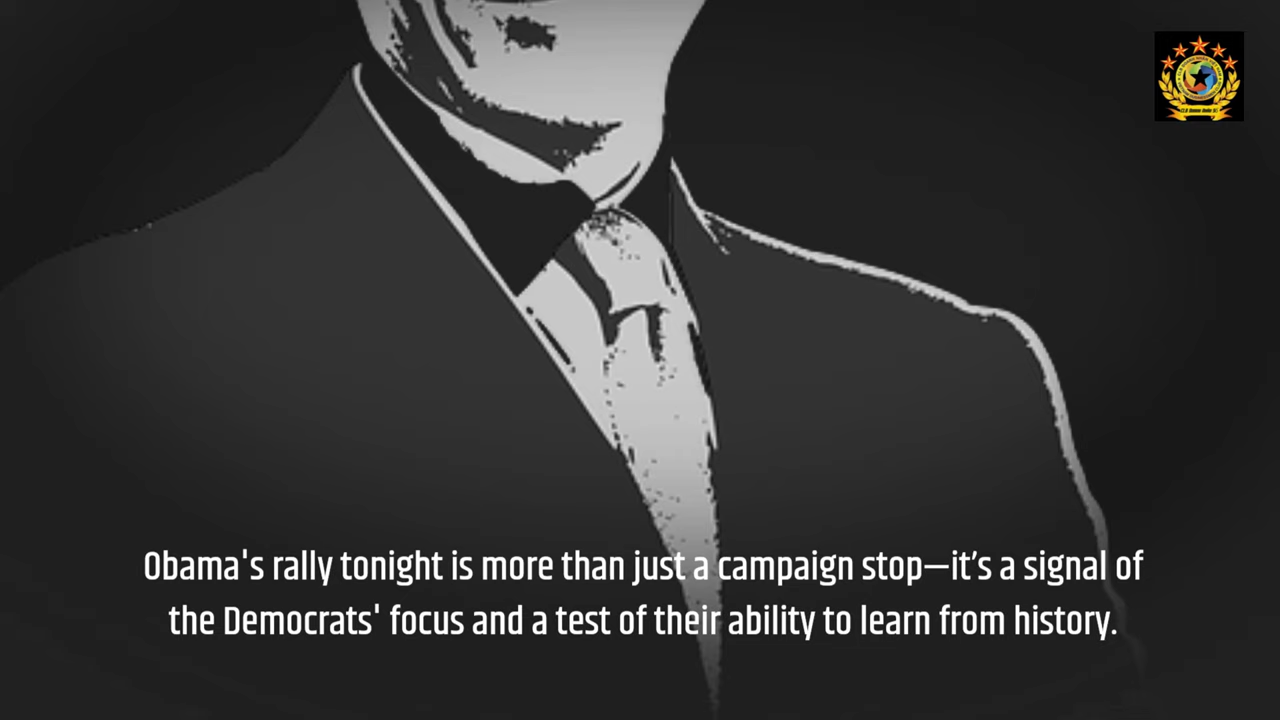 Obama's rally tonight is more than just a campaign stop—it’s a signal of
the Democrats' focus and a test of their ability to learn from history.